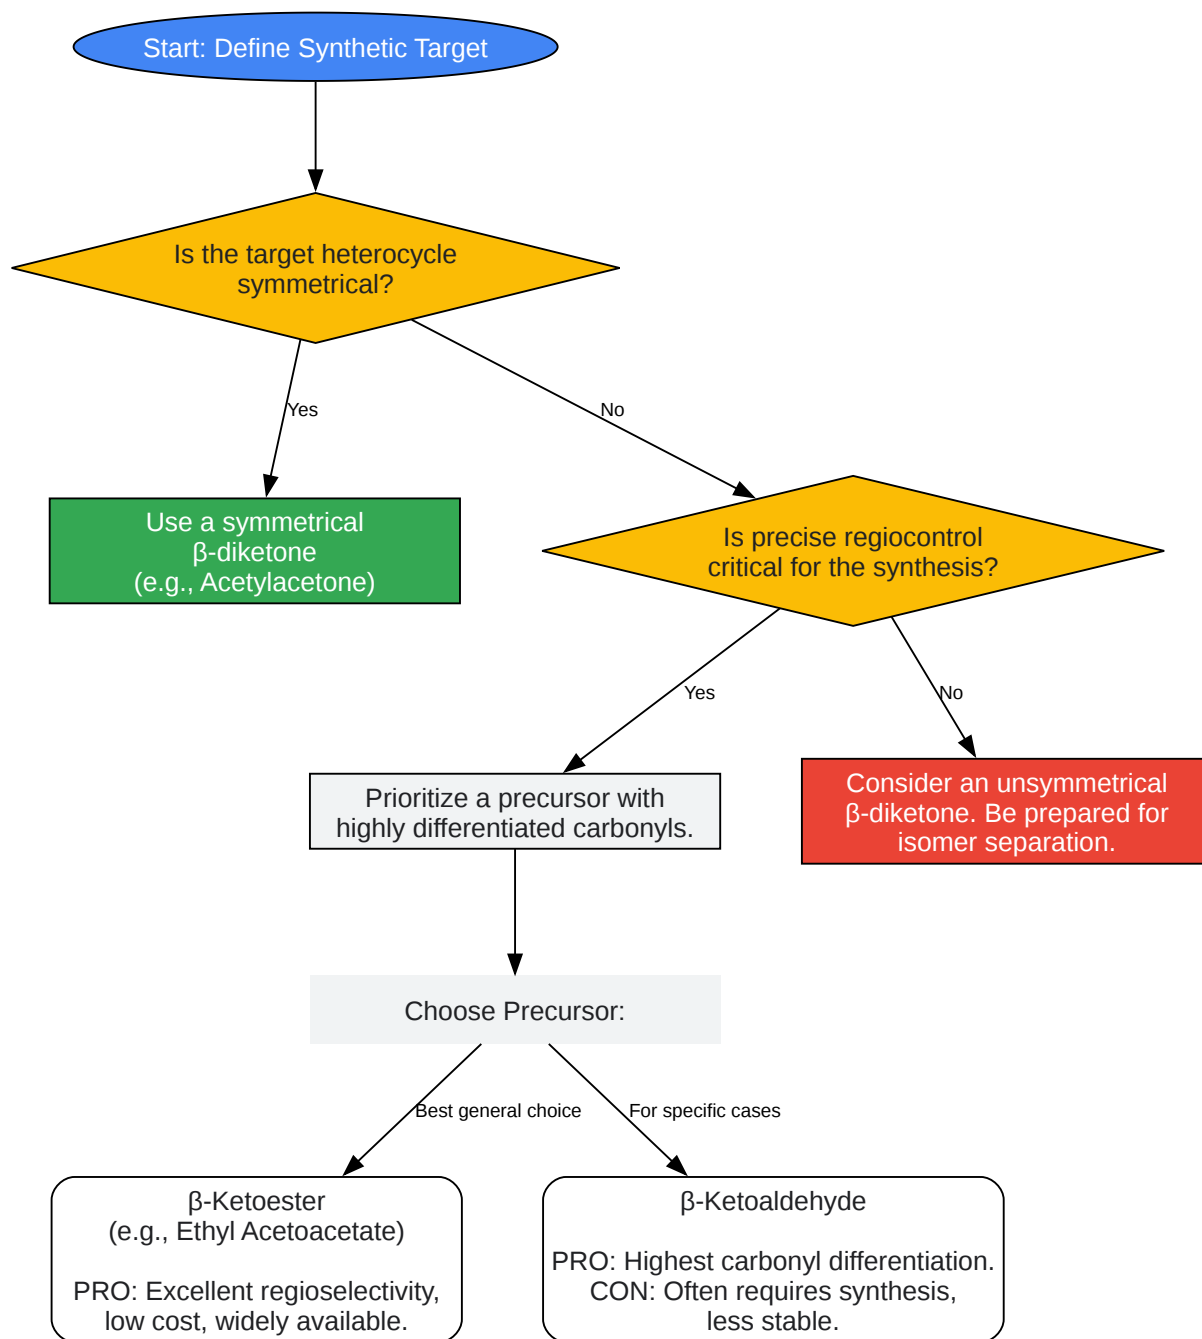 Start: Define Synthetic Target
Is the target heterocycle
symmetrical?
Yes
No
Use a symmetrical
β-diketone
(e.g., Acetylacetone)
Is precise regiocontrol
critical for the synthesis?
Yes
No
Prioritize a precursor with
highly differentiated carbonyls.
Consider an unsymmetrical
β-diketone. Be prepared for
isomer separation.
Choose Precursor:
Best general choice
For specific cases
β-Ketoester
(e.g., Ethyl Acetoacetate)
PRO: Excellent regioselectivity,
low cost, widely available.
β-Ketoaldehyde
PRO: Highest carbonyl differentiation.
CON: Often requires synthesis,
less stable.